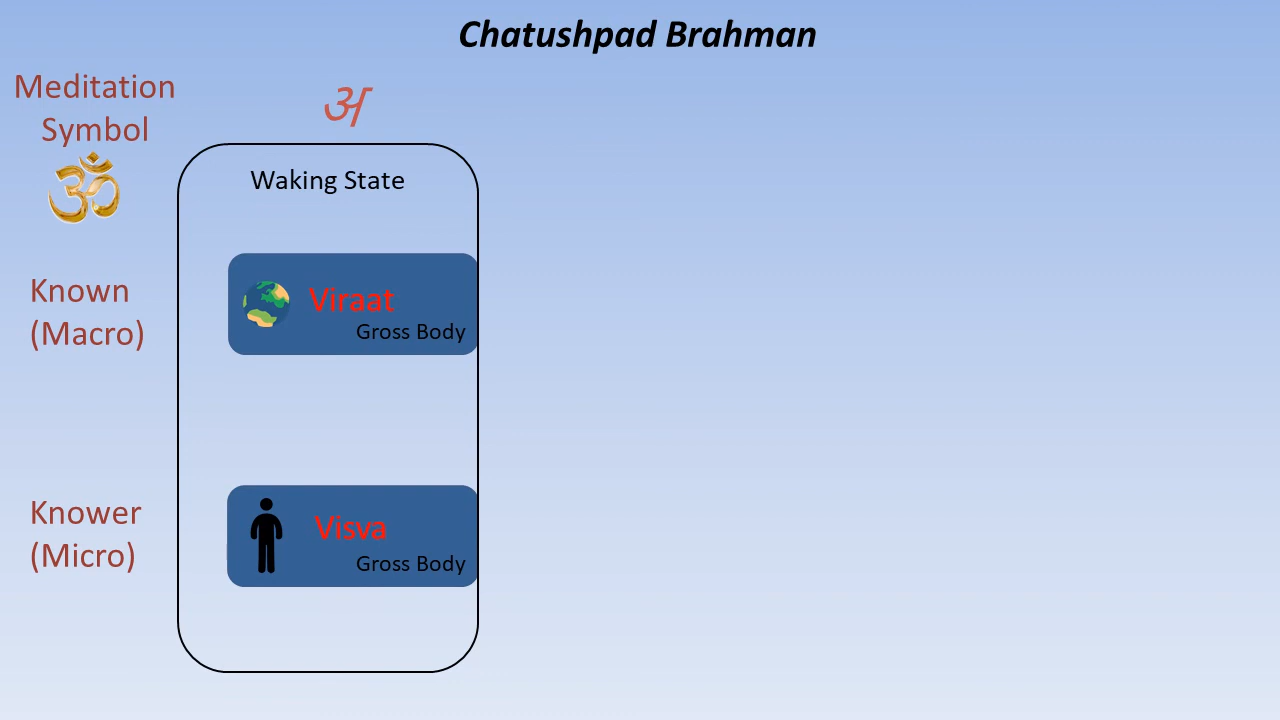 Chatushpad Brahman
Meditation
Symbol
ॐ
अ
Waking State
Known
(Macro)
Viraat
Gross Body
Knower
(Micro)
Visva
Gross Body